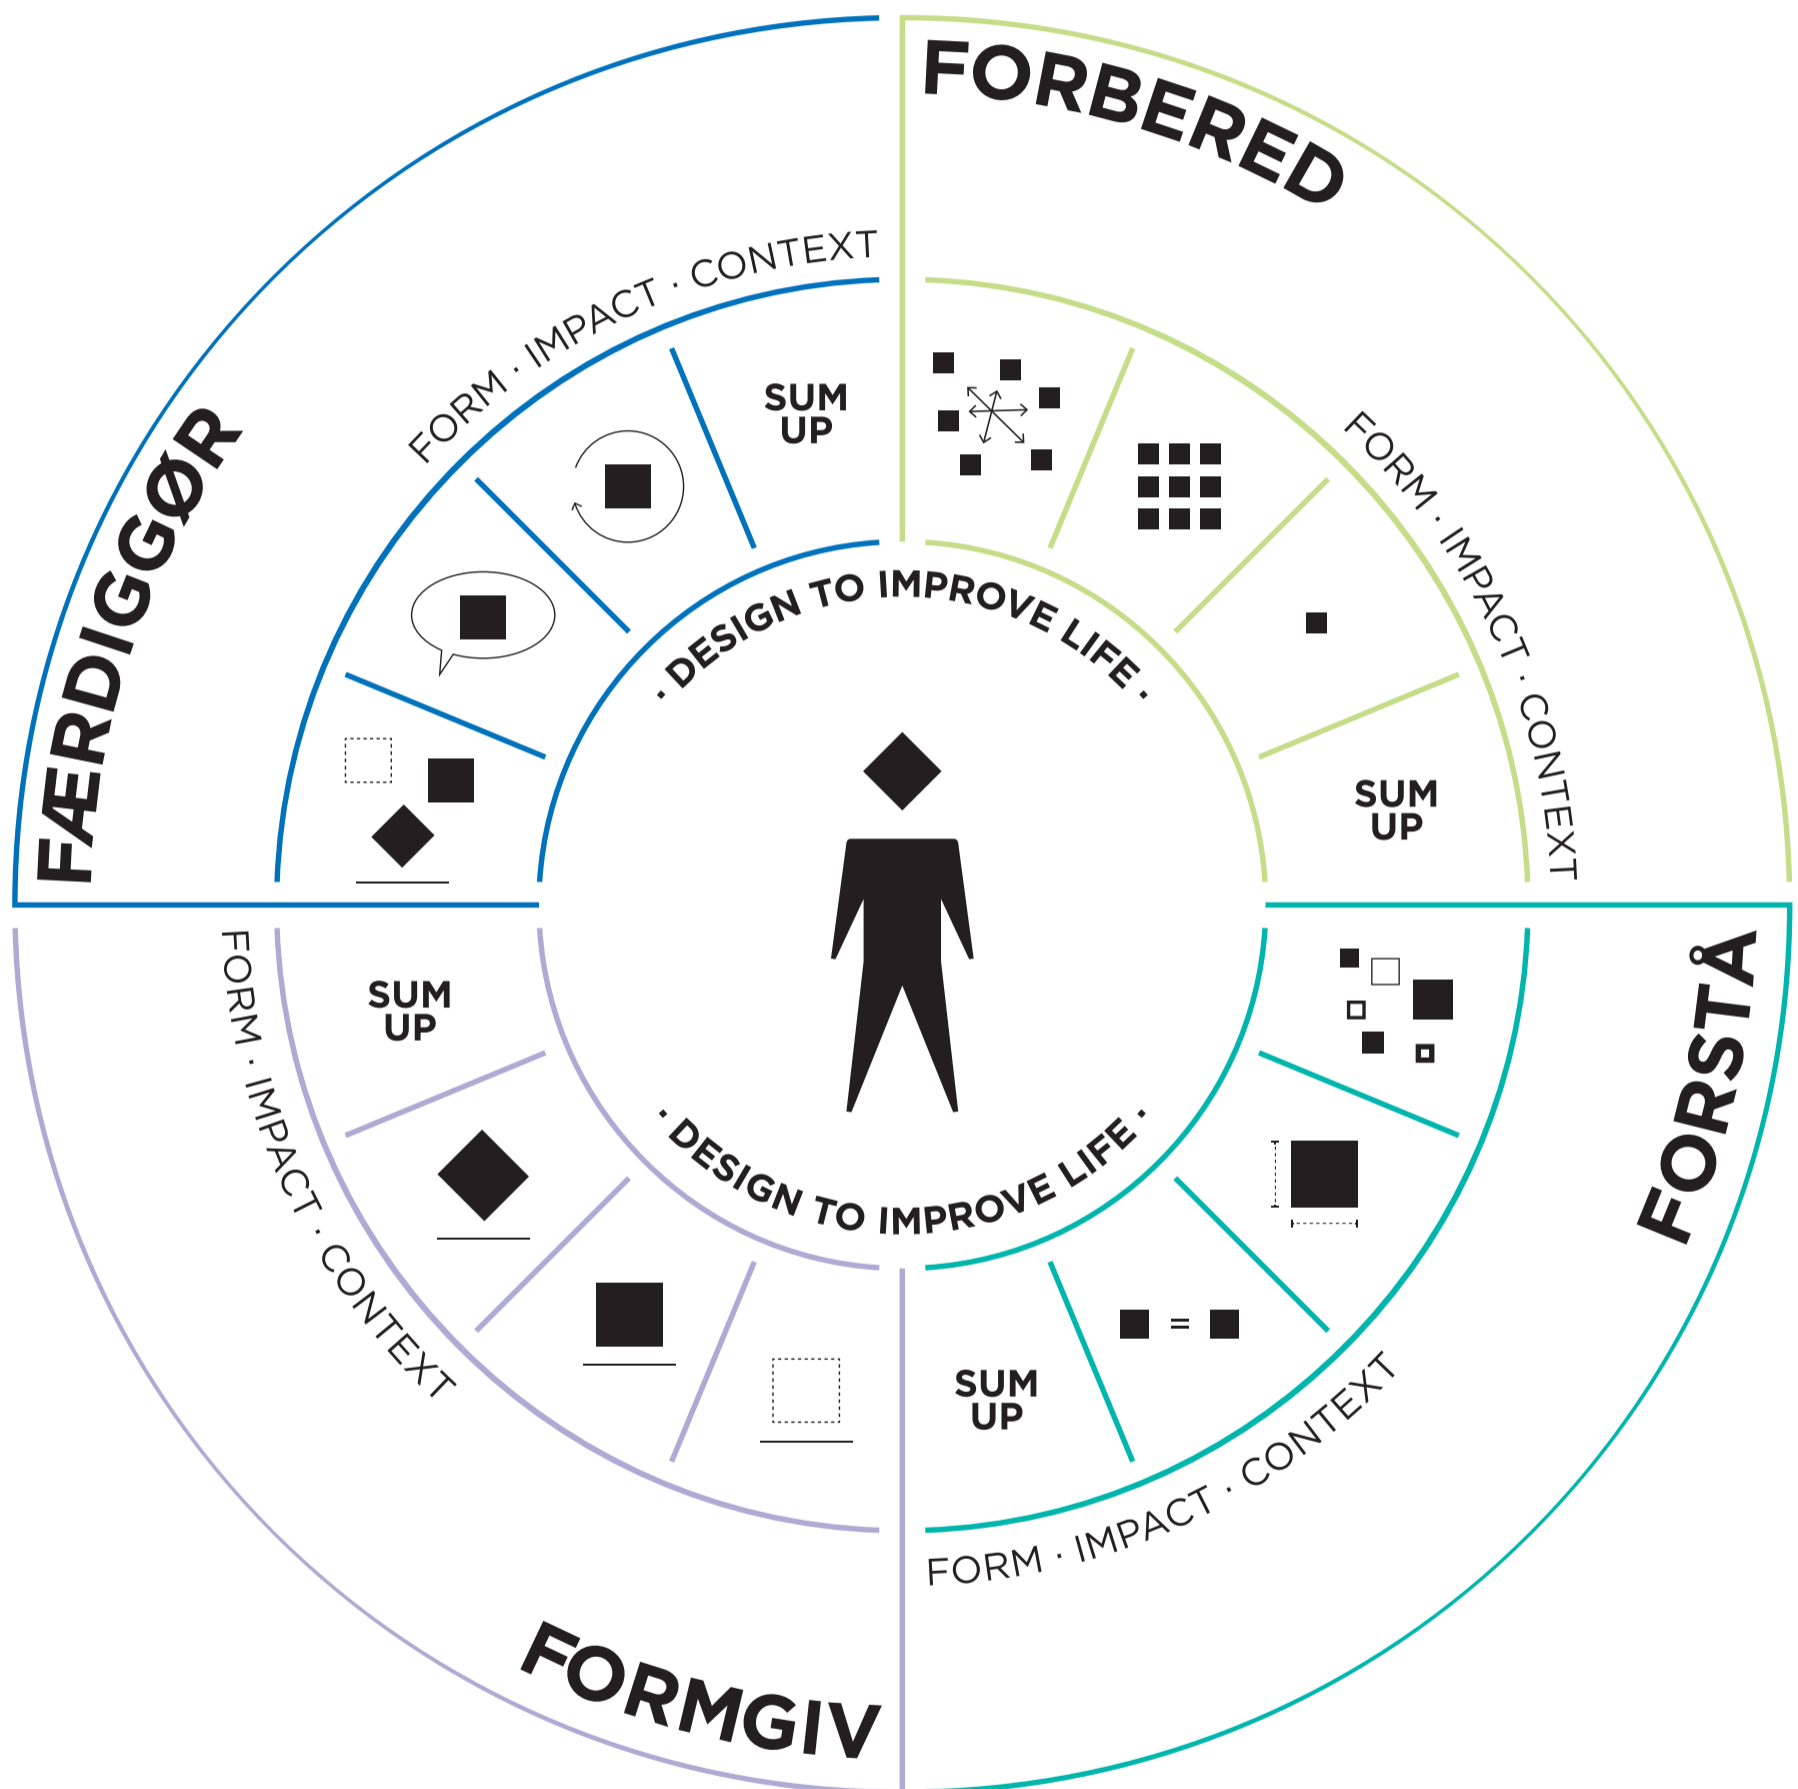 FORBERED
FORM · IMPACT · CONTEXT
SUM
UP
FORSTÅ
FORM · IMPACT · CONTEXT
=
SUM
UP
FORMGIV
FORM · IMPACT · CONTEXT
SUM
UP
FÆRDIGGØR
FORM · IMPACT · CONTEXT
SUM
UP
· DESIGN TO IMPROVE LIFE ·
· DESIGN TO IMPROVE LIFE ·